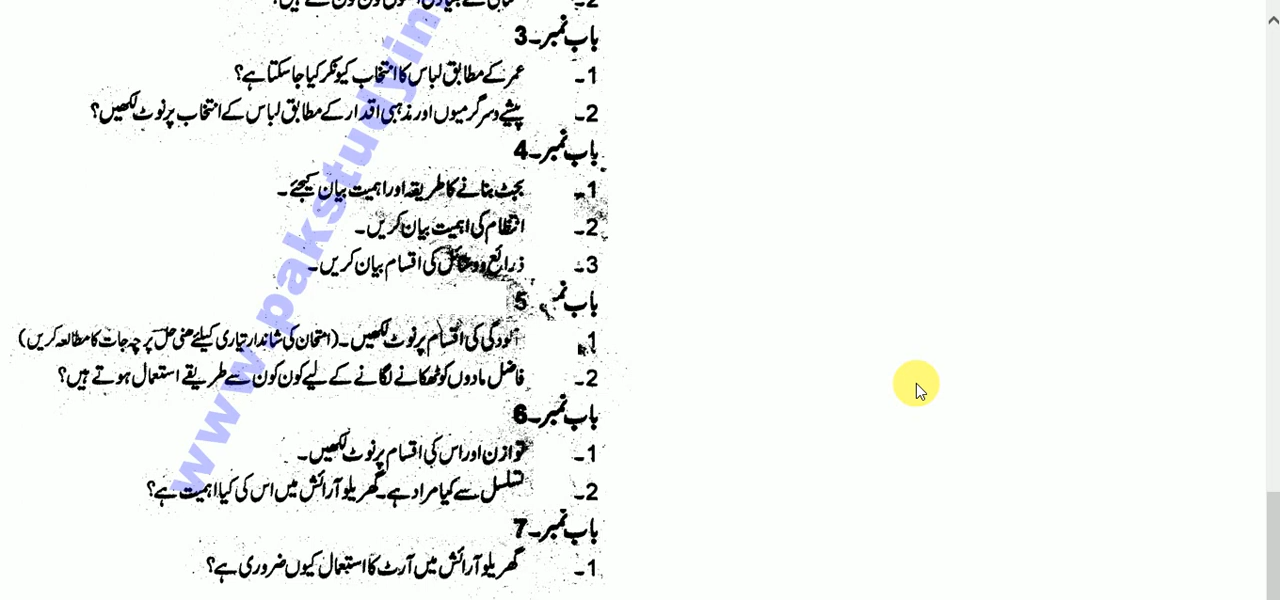 باب نمبر۔3
1۔ عمر کے مطابق لباس کا انتخاب کیونکر کیا جاسکتا ہے؟
2۔ پیشے و سرگرمیوں اور مذہبی اقدار کے مطابق لباس کے انتخاب پر نوٹ لکھیں؟
باب نمبر۔4
1۔ بجٹ بنانے کا طریقہ اور اہمیت بیان کیجئے۔
2۔ انتظام کی اہمیت بیان کریں۔
3۔ ذرائع ووسائل کی اقسام بیان کریں۔
باب نمبر 5
1 آلودگی کی اقسام پر نوٹ لکھیں۔(امتحان کی شاندار تیاری کیلئے ھنی حل پرچہ جات کا مطالعہ کریں)
2۔ فاضل مادوں کو ٹھکانے لگانے کے لیے کون کون سے طریقے استعمال ہوتے ہیں؟
باب نمبر۔6
1۔ توازن اور اس کی اقسام پر نوٹ لکھیں۔
2۔ تسلسل سے کیا مراد ہے۔گھریلو آرائش میں اس کی کیا اہمیت ہے؟
باب نمبر۔7
1۔ گھریلو آرائش میں آرٹ کا استعمال کیوں ضروری ہے؟
www.pakstudyin